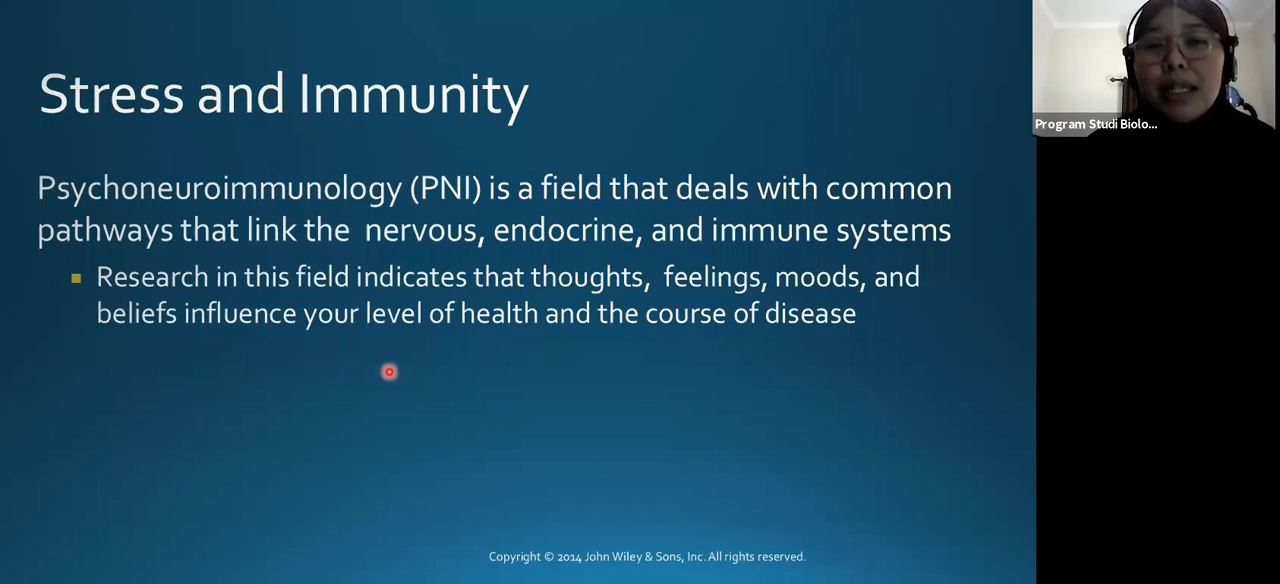 Stress and Immunity
Program Studi Biolo...
Psychoneuroimmunology (PNI) is a field that deals with common
pathways that link the nervous, endocrine, and immune systems
Research in this field indicates that thoughts, feelings, moods, and
beliefs influence your level of health and the course of disease
Copyright © 2014 John Wiley & Sons, Inc. All rights reserved.